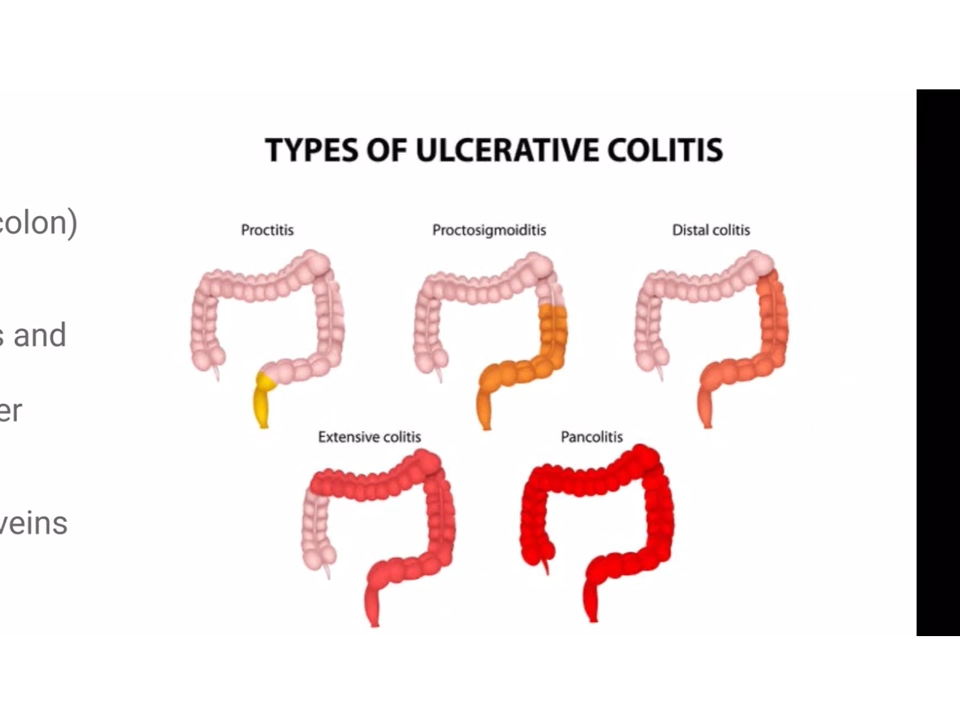 TYPES OF ULCERATIVE COLITIS
colon)
s and
er
veins
Proctitis
Proctosigmoiditis
Distal colitis
Extensive colitis
Pancolitis